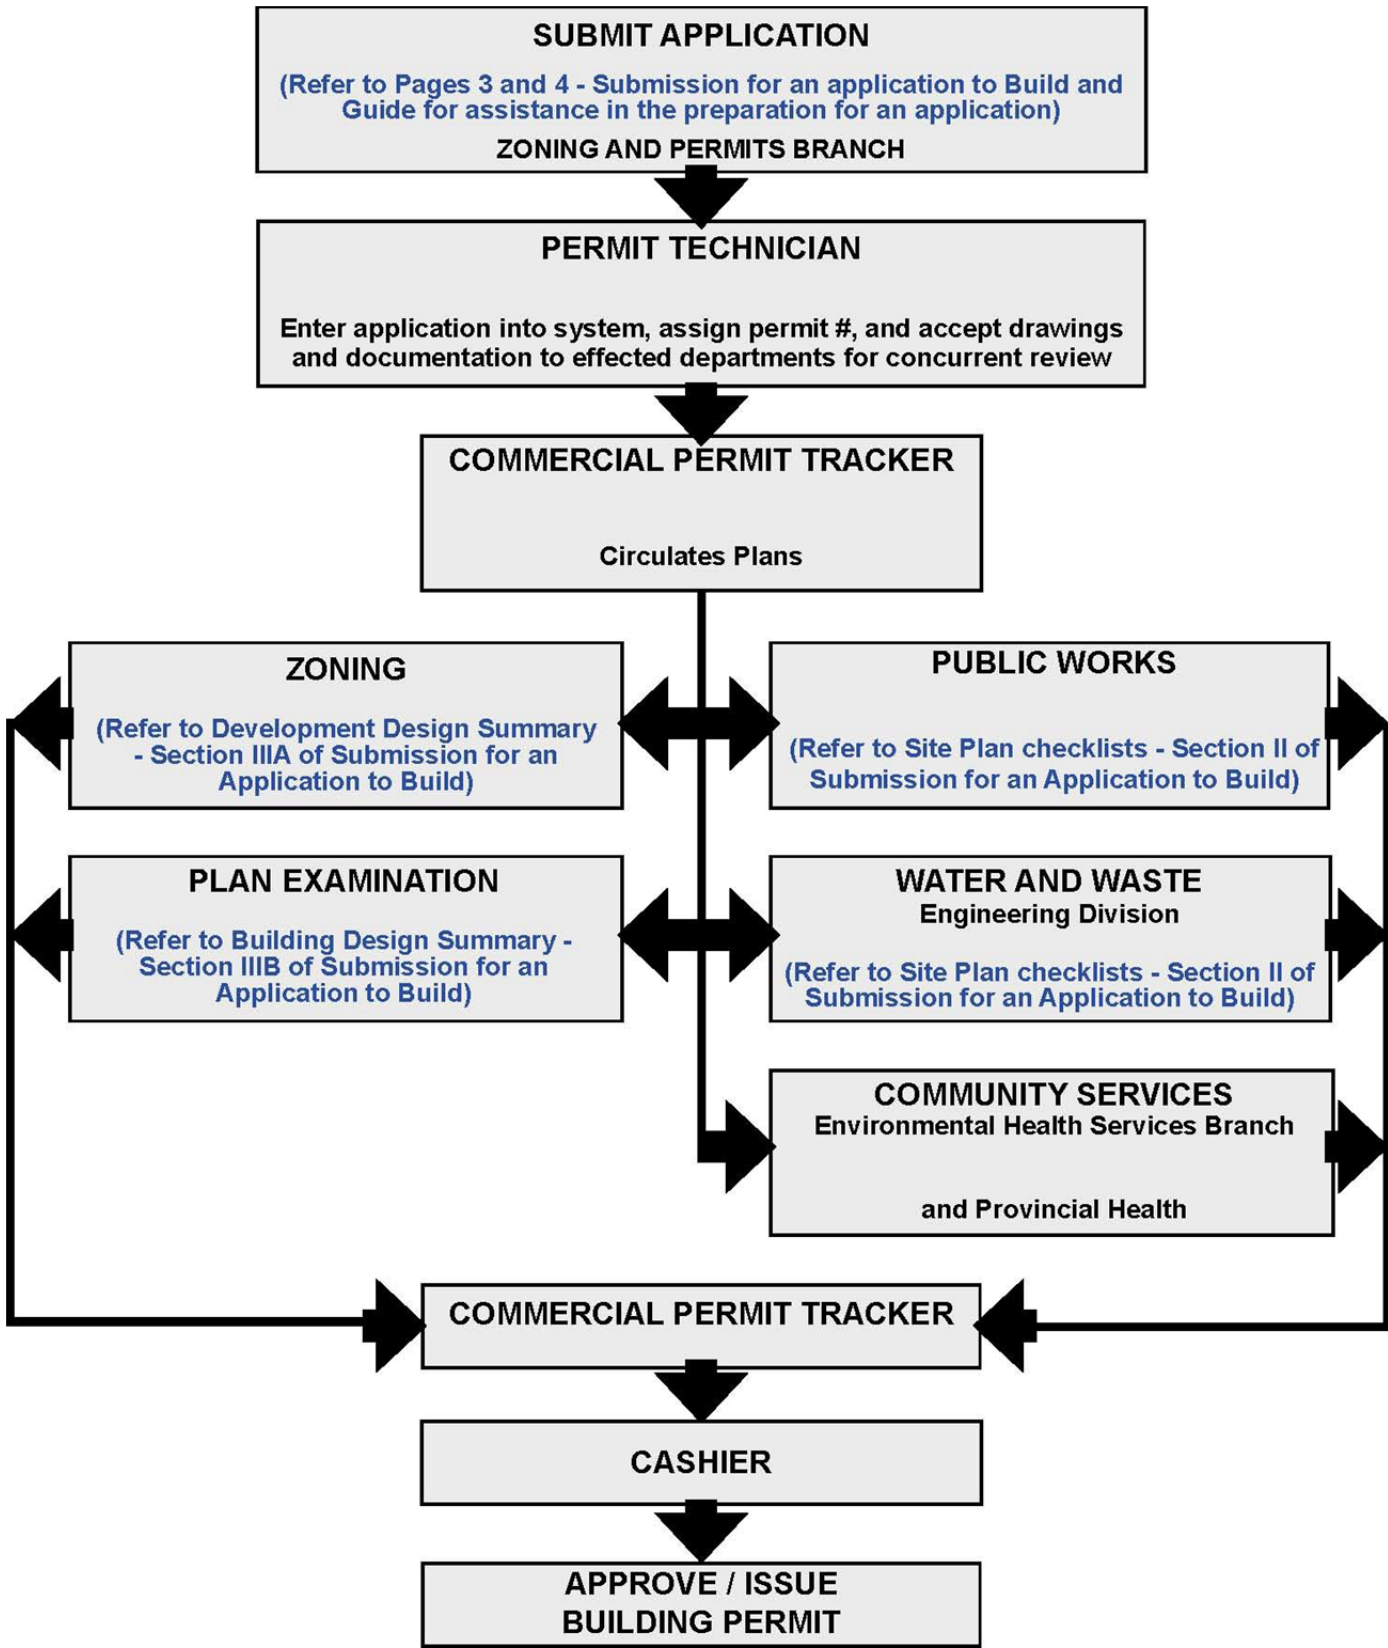 SUBMIT APPLICATION
(Refer to Pages 3 and 4 - Submission for an application to Build and
Guide for assistance in the preparation for an application)
ZONING AND PERMITS BRANCH
PERMIT TECHNICIAN
Enter application into system, assign permit #, and accept drawings
and documentation to effected departments for concurrent review
COMMERCIAL PERMIT TRACKER
Circulates Plans
ZONING
(Refer to Development Design Summary
- Section IIIA of Submission for an
Application to Build)
PUBLIC WORKS
(Refer to Site Plan checklists - Section II of
Submission for an Application to Build)
PLAN EXAMINATION
(Refer to Building Design Summary -
Section IIIB of Submission for an
Application to Build)
WATER AND WASTE
Engineering Division
(Refer to Site Plan checklists - Section II of
Submission for an Application to Build)
COMMUNITY SERVICES
Environmental Health Services Branch
and Provincial Health
COMMERCIAL PERMIT TRACKER
CASHIER
APPROVE / ISSUE
BUILDING PERMIT